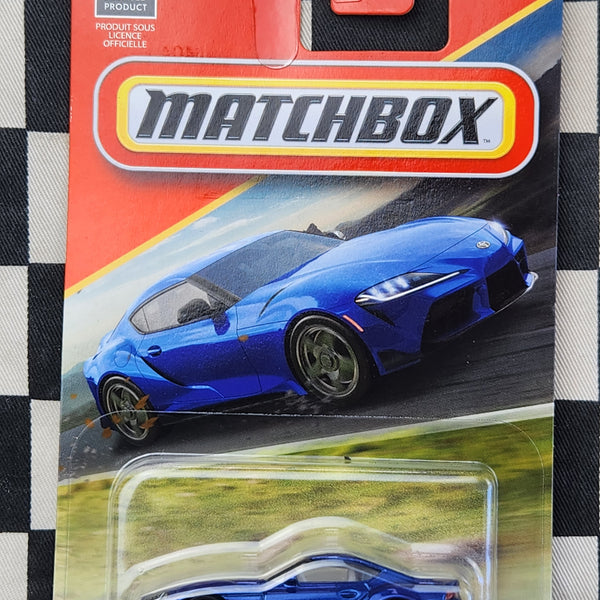 PRODUCT
PRODUIT SOUS
LICENCE
OFFICIELLE
MATCHBOX